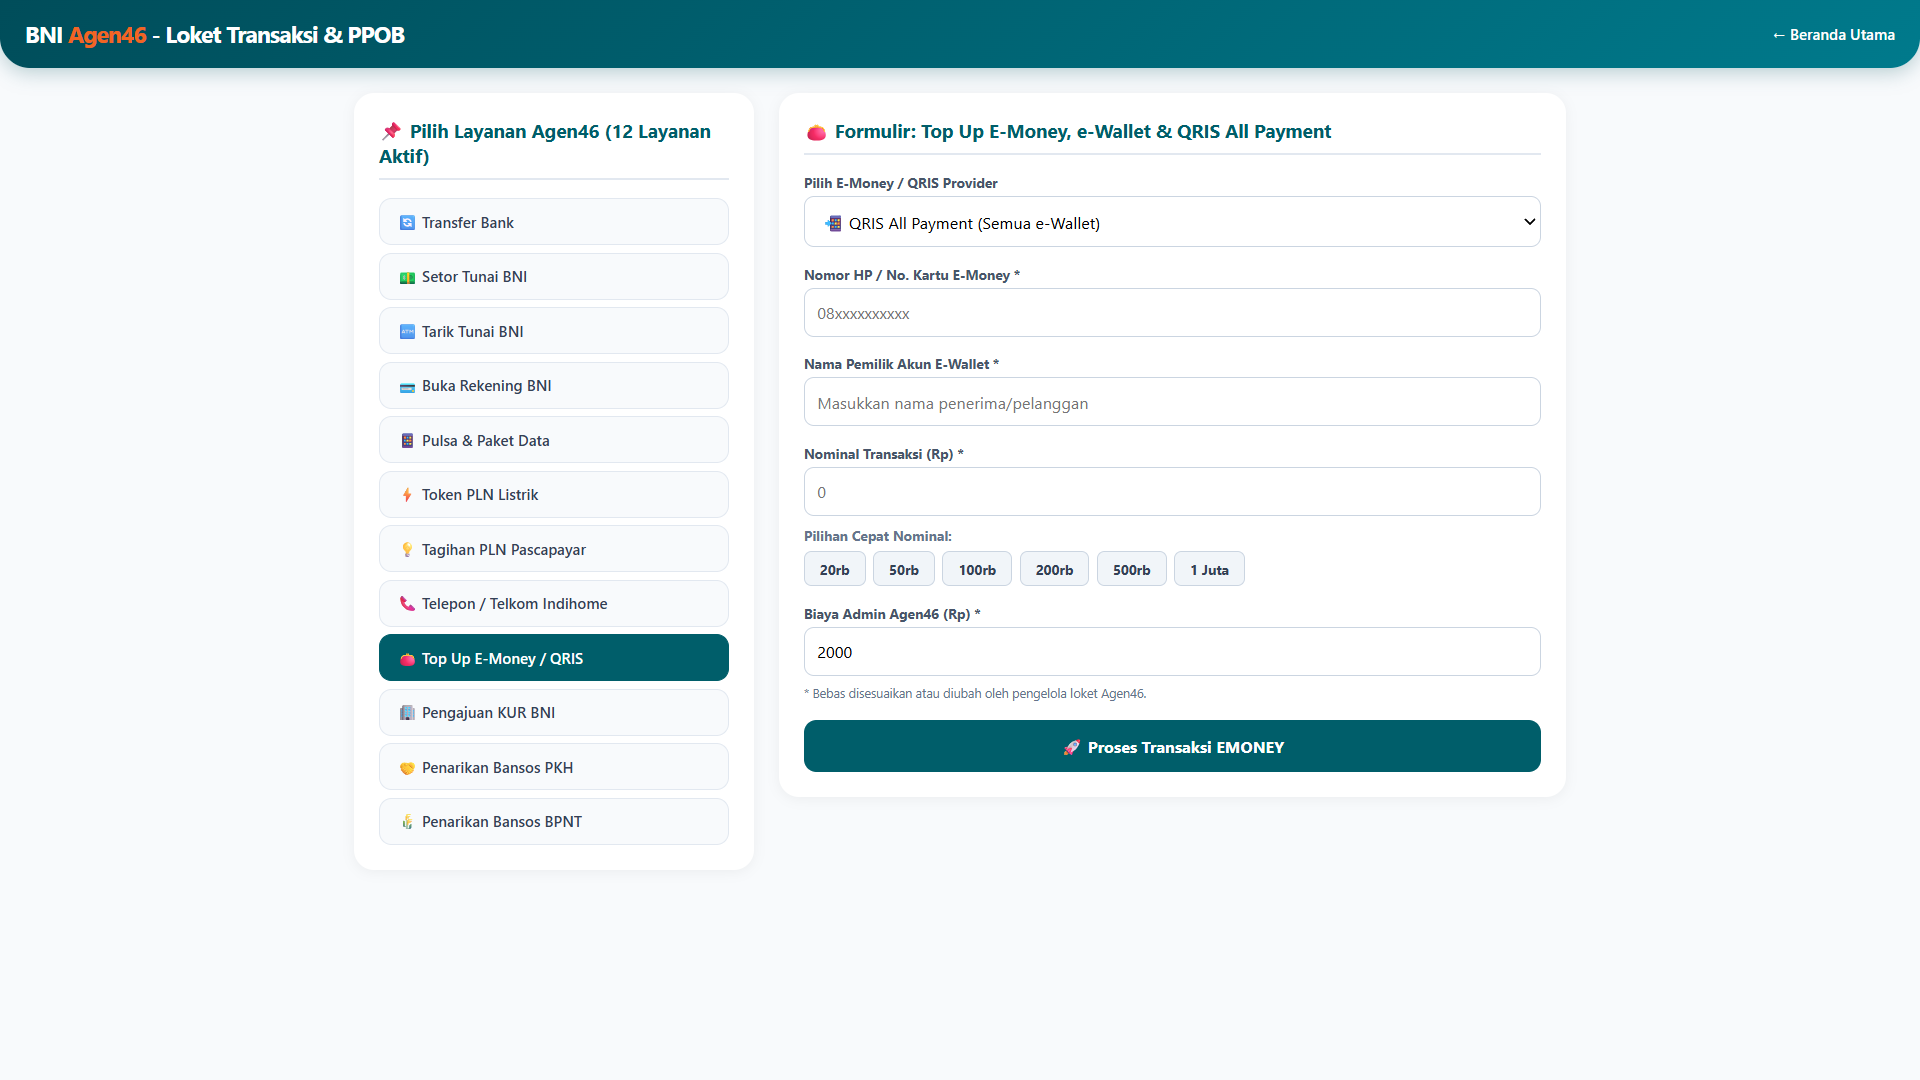 BNI Agen46 - Loket Transaksi & PPOB
← Beranda Utama
📌 Pilih Layanan Agen46 (12 Layanan
Aktif)
🔄 Transfer Bank
💵 Setor Tunai BNI
🏧 Tarik Tunai BNI
💳 Buka Rekening BNI
📱 Pulsa & Paket Data
⚡ Token PLN Listrik
💡 Tagihan PLN Pascapayar
📞 Telepon / Telkom Indihome
👛 Top Up E-Money / QRIS
🏢 Pengajuan KUR BNI
🤝 Penarikan Bansos PKH
🌾 Penarikan Bansos BPNT
👛 Formulir: Top Up E-Money, e-Wallet & QRIS All Payment
Pilih E-Money / QRIS Provider
📲 QRIS All Payment (Semua e-Wallet)
Nomor HP / No. Kartu E-Money *
08xxxxxxxxxx
Nama Pemilik Akun E-Wallet *
Masukkan nama penerima/pelanggan
Nominal Transaksi (Rp) *
0
Pilihan Cepat Nominal:
20rb 50rb 100rb 200rb 500rb 1 Juta
Biaya Admin Agen46 (Rp) *
2000
* Bebas disesuaikan atau diubah oleh pengelola loket Agen46.
🚀 Proses Transaksi EMONEY